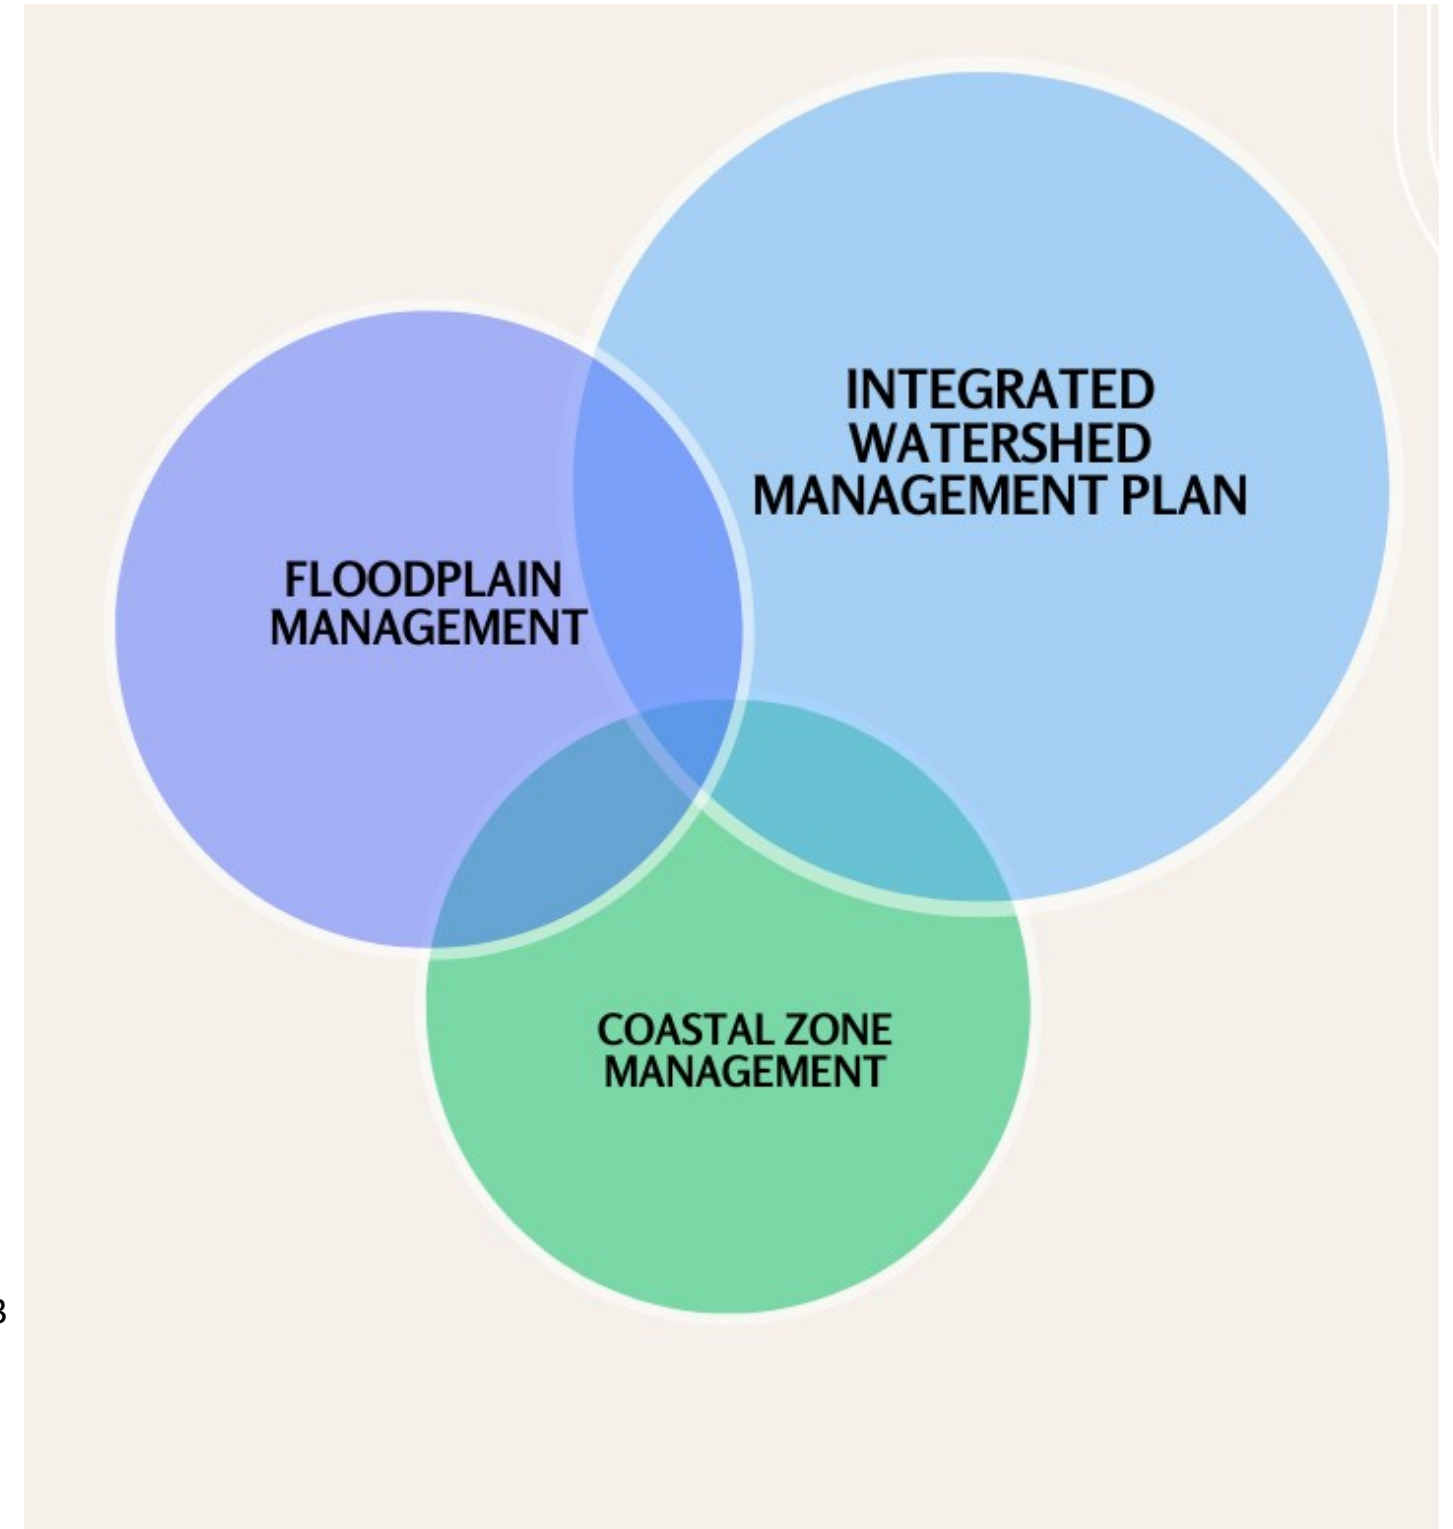 INTEGRATED
WATERSHED
MANAGEMENT PLAN
FLOODPLAIN
MANAGEMENT
COASTAL ZONE
MANAGEMENT